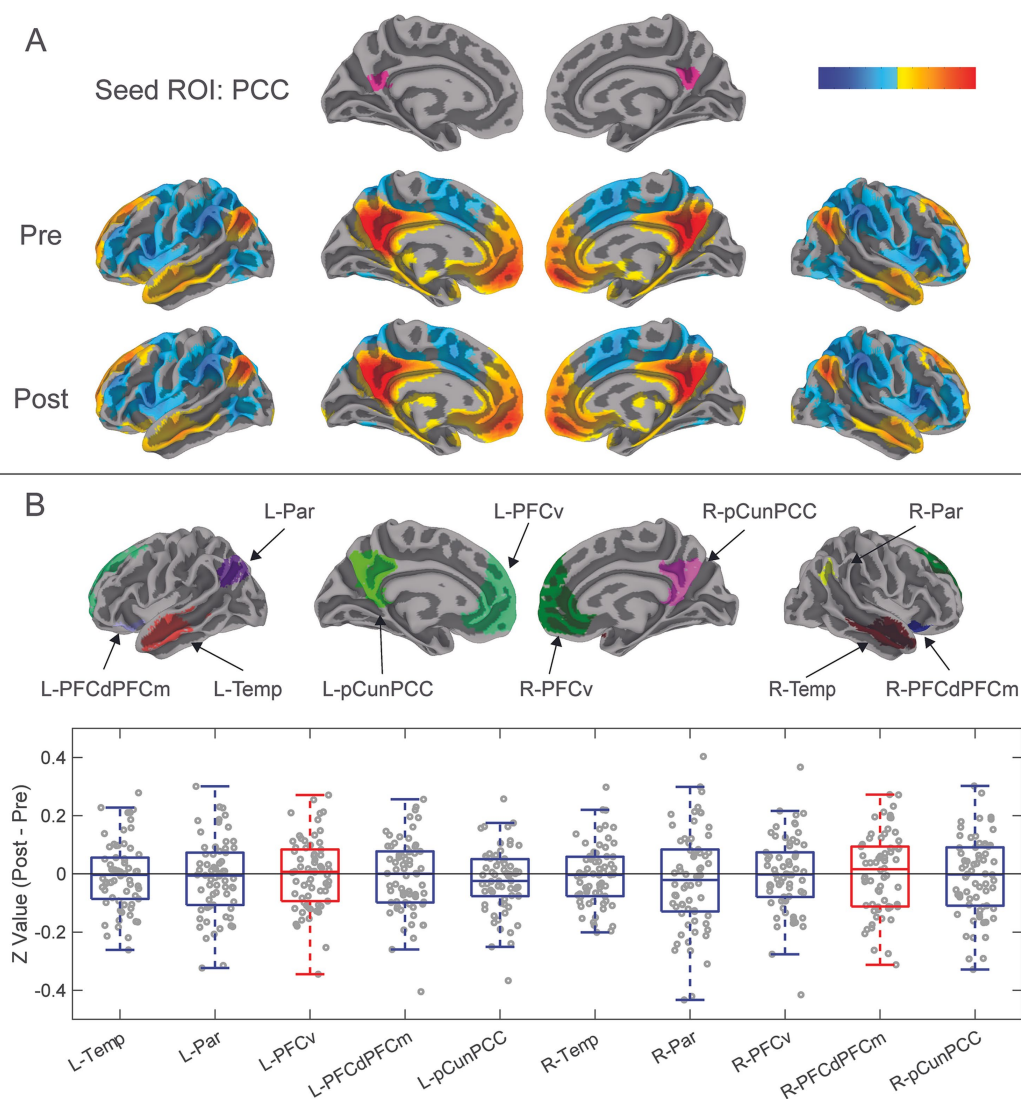 A
Seed ROI: PCC
Pre
Post
B
L-Par
L-PFCv
R-pCunPCC
R-Par
L-PFCdPFCm
L-Temp
L-pCunPCC
R-PFCv
R-Temp
R-PFCdPFCm
Z Value (Post - Pre)
0.4
0.2
0
-0.2
-0.4
L-Temp
L-Par
L-PFCv
L-PFCdPFCm
L-pCunPCC
R-Temp
R-Par
R-PFCv
R-PFCdPFCm
R-pCunPCC